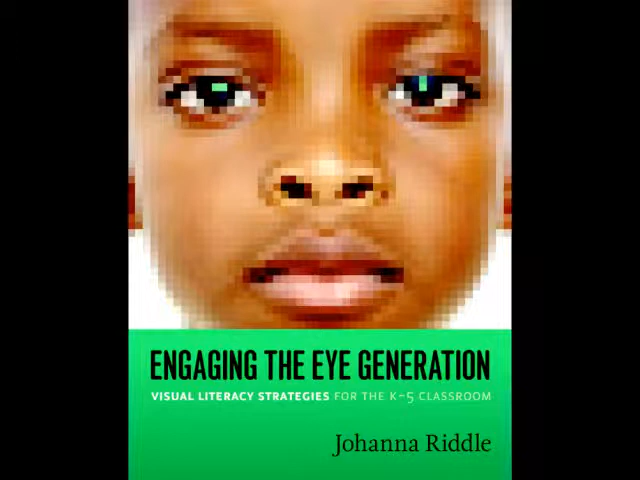 ENGAGING THE EYE GENERATION
VISUAL LITERACY STRATEGIES FOR THE K–5 CLASSROOM
Johanna Riddle